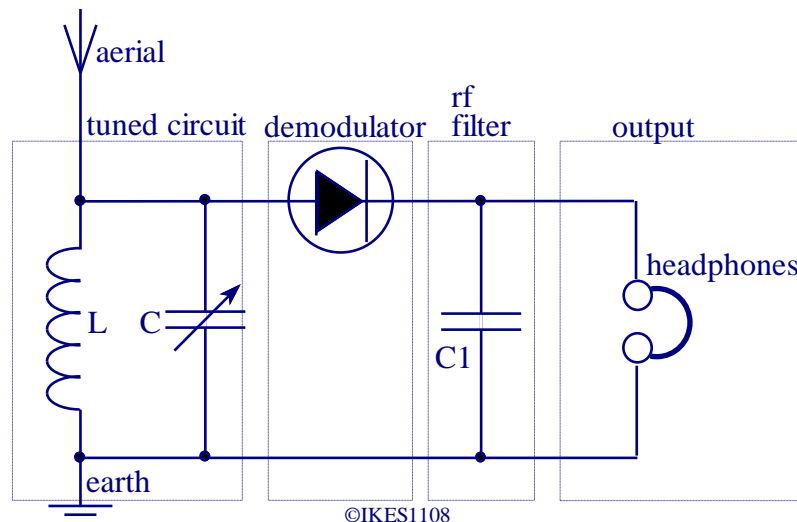 aerial
tuned circuit
demodulator
rf
filter
output
headphones
L
C
C1
earth
©IKES1108